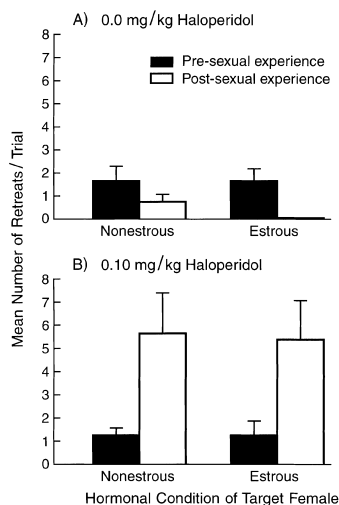 A) 0.0 mg/kg Haloperidol
Pre-sexual experience
Post-sexual experience
8
7
6
5
4
3
2
1
0
Nonestrous Estrous
Mean Number of Retreats/Trial
B) 0.10 mg/kg Haloperidol
8
7
6
5
4
3
2
1
0
Nonestrous Estrous
Hormonal Condition of Target Female